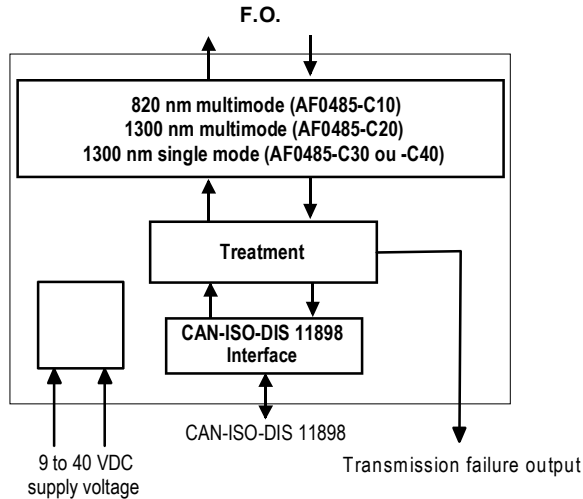 F.O.
820 nm multimode (AF0485-C10)
1300 nm multimode (AF0485-C20)
1300 nm single mode (AF0485-C30 ou -C40)
Treatment
CAN-ISO-DIS 11898
Interface
CAN-ISO-DIS 11898
9 to 40 VDC
supply voltage
Transmission failure output